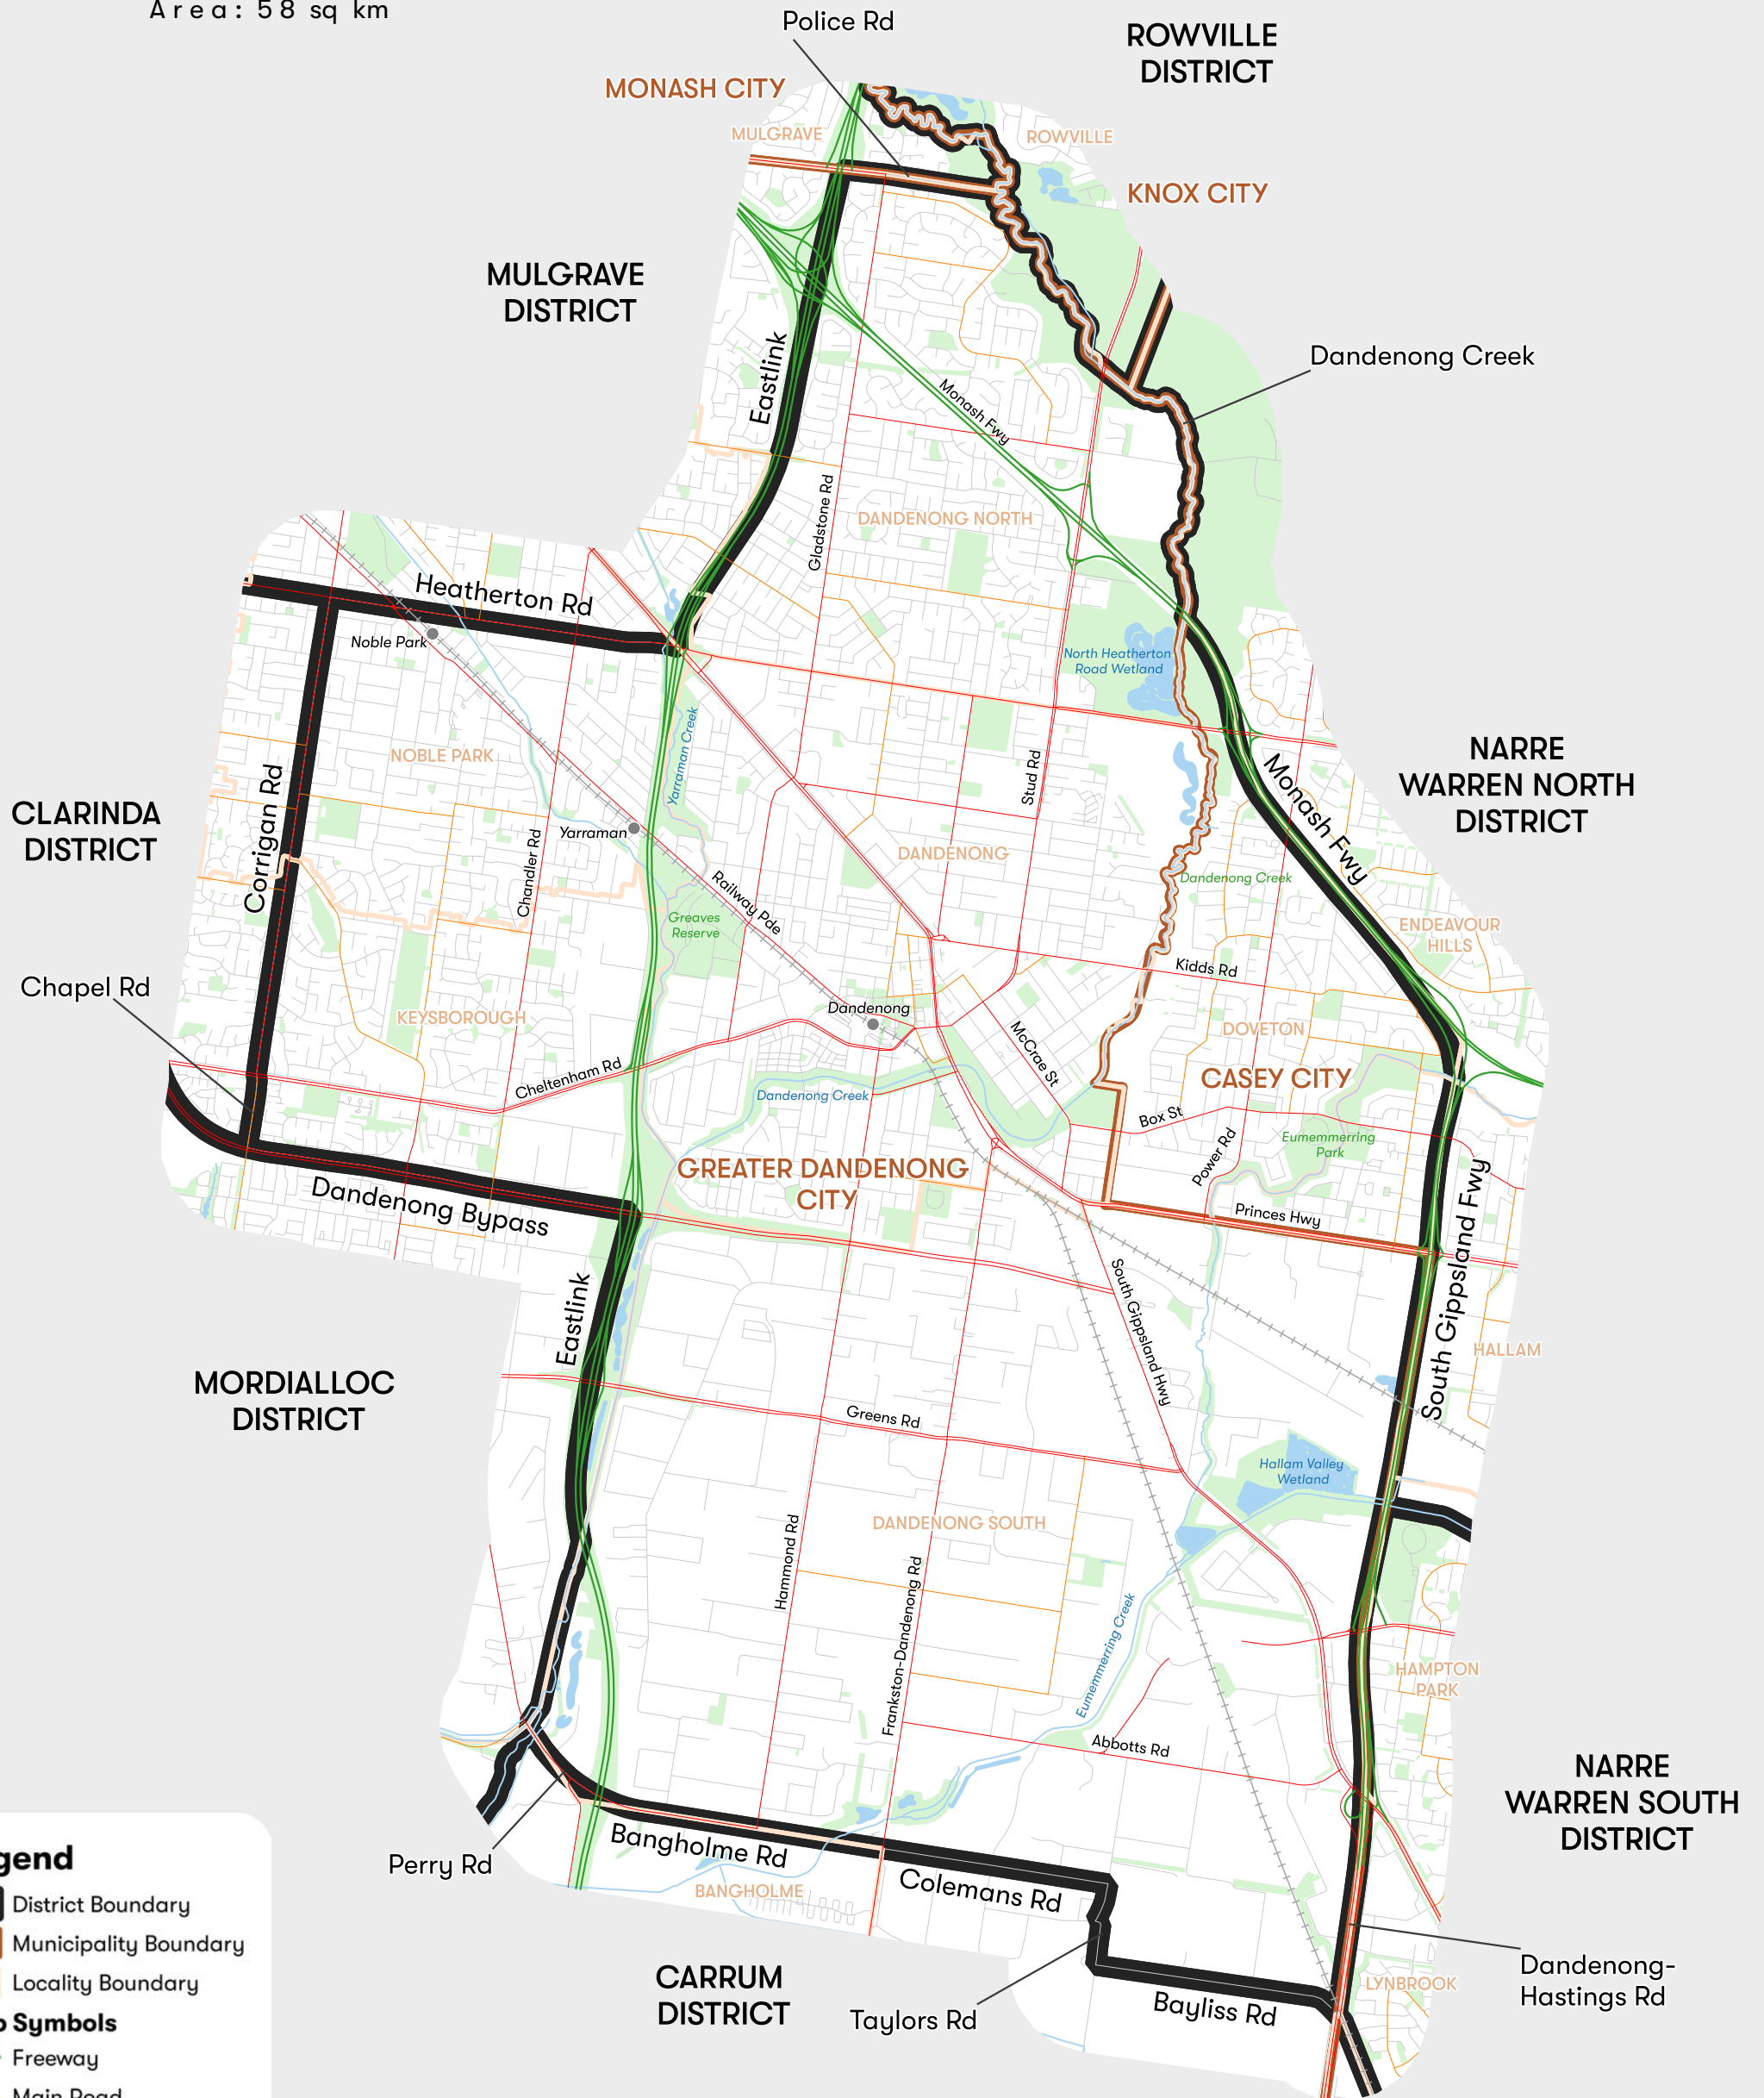 Area: 58 sq km
Police Rd
ROWVILLE
DISTRICT
MONASH CITY
MULGRAVE
ROWVILLE
KNOX CITY
MULGRAVE
DISTRICT
Eastlink
Dandenong Creek
Monash Fwy
Gladstone Rd
DANDENONG NORTH
Heatherton Rd
Noble Park
North Heatherton
Road Wetland
Yarraman Creek
NOBLE PARK
Stud Rd
NARRE
WARREN NORTH
DISTRICT
Monash Fwy
CLARINDA
DISTRICT
Corrigan Rd
Chandler Rd
Yarraman
DANDENONG
Railway Pde
Dandenong Creek
Greaves
Reserve
ENDEAVOUR
HILLS
Kidds Rd
Chapel Rd
KEYSBOROUGH
Dandenong
McCrae St
DOVETON
Cheltenham Rd
CASEY CITY
Dandenong Creek
Box St
Power Rd
Eumemmerring
Park
GREATER DANDENONG
CITY
Dandenong Bypass
Princes Hwy
South Gippsland Fwy
Eastlink
South Gippsland Hwy
HALLAM
MORDIALLOC
DISTRICT
Greens Rd
Hallam Valley
Wetland
DANDENONG SOUTH
Hammond Rd
Frankston-Dandenong Rd
Eumemmerring Creek
HAMPTON
PARK
Abbotts Rd
NARRE
WARREN SOUTH
DISTRICT
Perry Rd
Bangholme Rd
Colemans Rd
BANGHOLME
CARRUM
DISTRICT
Taylors Rd
Bayliss Rd
LYNBROOK
Dandenong-
Hastings Rd
gend
District Boundary
Municipality Boundary
Locality Boundary
Symbols
Freeway
Main Road